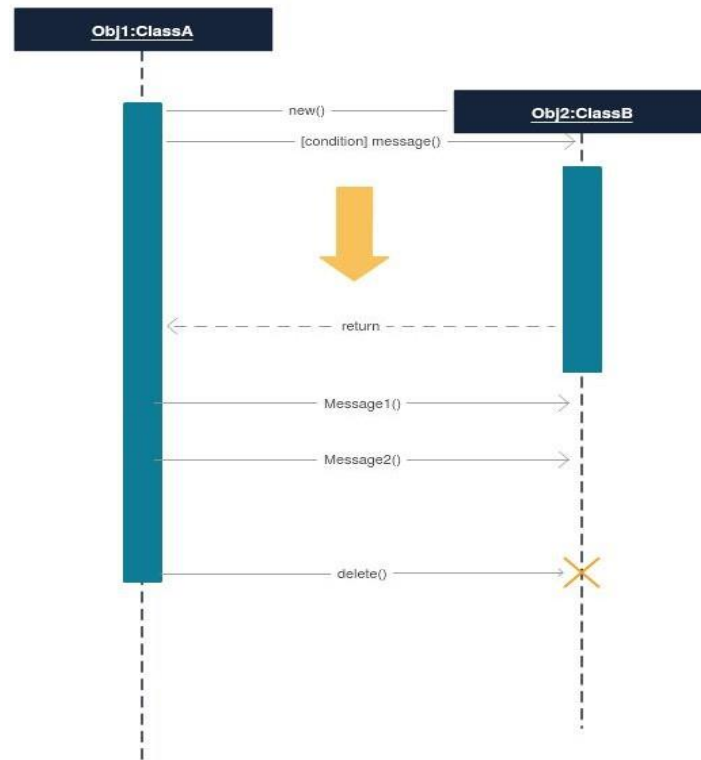 Obj1:ClassA
new()
Obj2:ClassB
[condition] message()
return
Message1()
Message2()
delete()